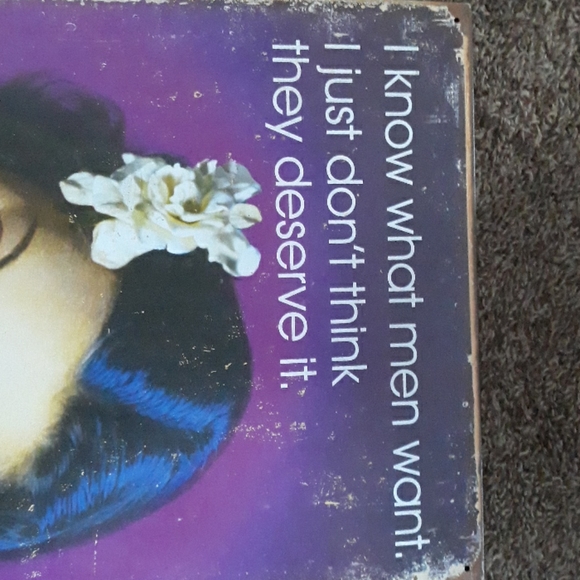 I know what men want.
I just don't think
they deserve it.